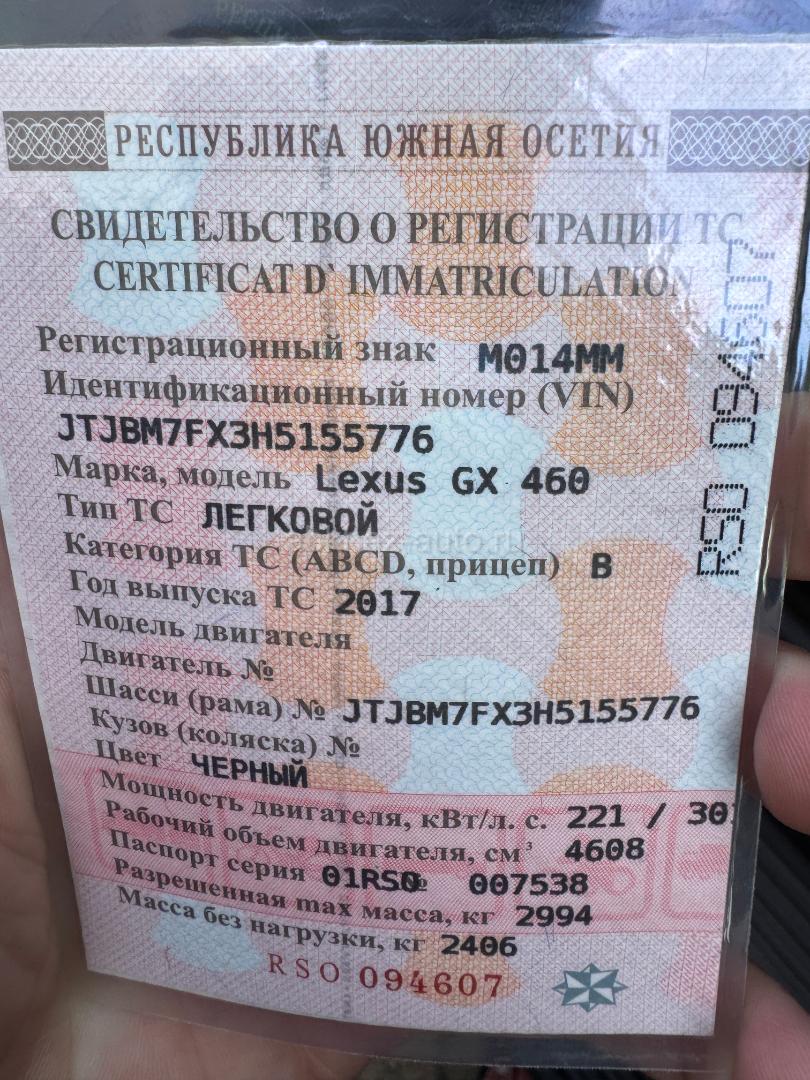 РЕСПУБЛИКА ЮЖНАЯ ОСЕТИЯ
СВИДЕТЕЛЬСТВО О РЕГИСТРАЦИИ ТС
CERTIFICAT D` IMMATRICULATION
Регистрационный знак М014ММ
Идентификационный номер (VIN)
JTJBM7FX3H5155776
Марка, модель Lexus GX 460
Тип ТС ЛЕГКОВОЙ
Категория ТС (ABCD, прицеп) B
Год выпуска ТС 2017
Модель двигателя
Двигатель №
Шасси (рама) № JTJBM7FX3H5155776
Кузов (коляска) №
Цвет ЧЕРНЫЙ
Мощность двигателя, кВт/л. с. 221 / 30
Рабочий объем двигателя, см³ 4608
Паспорт серия 01RSO № 007538
Разрешенная max масса, кг 2994
Масса без нагрузки, кг 2406
RSO 094607
RSO 094607